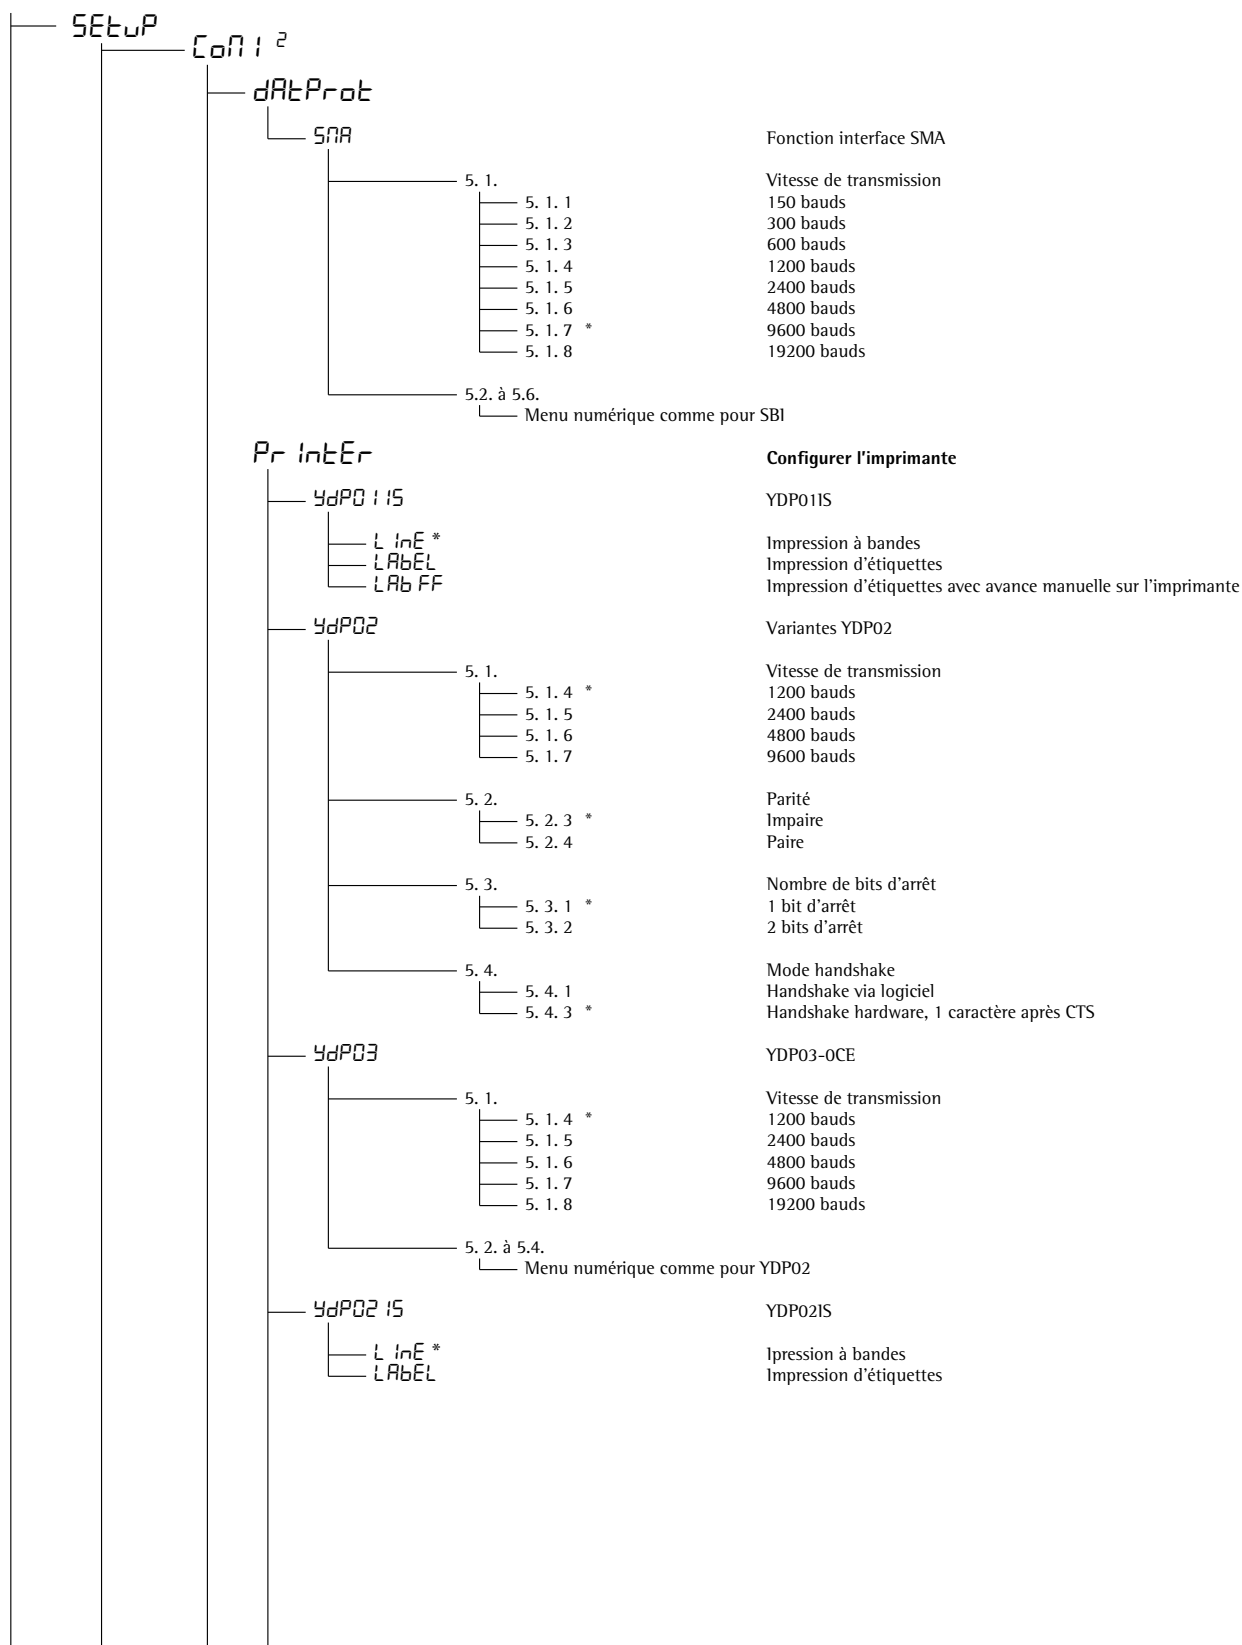 SEtuP
CoM1 2
dAtProt
SMA Fonction interface SMA
5. 1. Vitesse de transmission
5. 1. 1 150 bauds
5. 1. 2 300 bauds
5. 1. 3 600 bauds
5. 1. 4 1200 bauds
5. 1. 5 2400 bauds
5. 1. 6 4800 bauds
5. 1. 7 * 9600 bauds
5. 1. 8 19200 bauds
5.2. à 5.6.
Menu numérique comme pour SBI
PrIntEr Configurer l'imprimante
YdP01IS YDP01IS
LInE * Impression à bandes
LAbEL Impression d'étiquettes
LAb FF Impression d'étiquettes avec avance manuelle sur l'imprimante
YdP02 Variantes YDP02
5. 1. Vitesse de transmission
5. 1. 4 * 1200 bauds
5. 1. 5 2400 bauds
5. 1. 6 4800 bauds
5. 1. 7 9600 bauds
5. 2. Parité
5. 2. 3 * Impaire
5. 2. 4 Paire
5. 3. Nombre de bits d'arrêt
5. 3. 1 * 1 bit d'arrêt
5. 3. 2 2 bits d'arrêt
5. 4. Mode handshake
5. 4. 1 Handshake via logiciel
5. 4. 3 * Handshake hardware, 1 caractère après CTS
YdP03 YDP03-0CE
5. 1. Vitesse de transmission
5. 1. 4 * 1200 bauds
5. 1. 5 2400 bauds
5. 1. 6 4800 bauds
5. 1. 7 9600 bauds
5. 1. 8 19200 bauds
5. 2. à 5.4.
Menu numérique comme pour YDP02
YdP02IS YDP02IS
LInE * Ipression à bandes
LAbEL Impression d'étiquettes